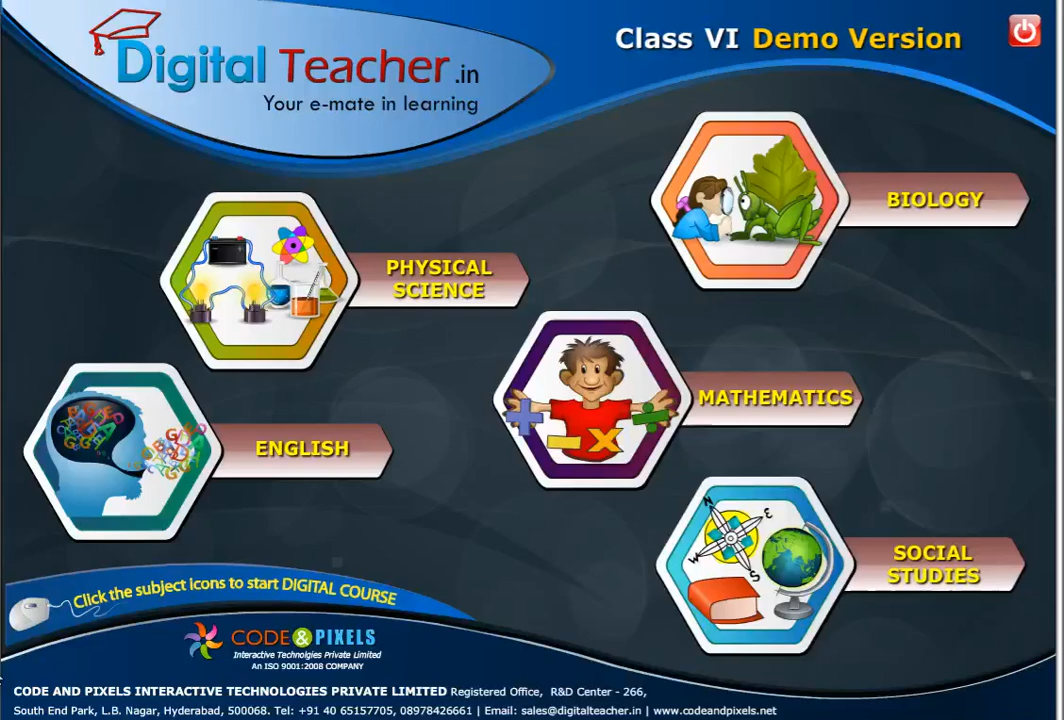 Digital Teacher.in
Your e-mate in learning
Class VI Demo Version
BIOLOGY
PHYSICAL
SCIENCE
MATHEMATICS
ENGLISH
N
E
W
S
SOCIAL
STUDIES
Click the subject icons to start DIGITAL COURSE
CODE & PIXELS
Interactive Technolgies Private Limited
An ISO 9001:2008 COMPANY
CODE AND PIXELS INTERACTIVE TECHNOLOGIES PRIVATE LIMITED Registered Office, R&D Center - 266,
South End Park, L.B. Nagar, Hyderabad, 500068. Tel: +91 40 65157705, 08978426661 | Email: sales@digitalteacher.in | www.codeandpixels.net